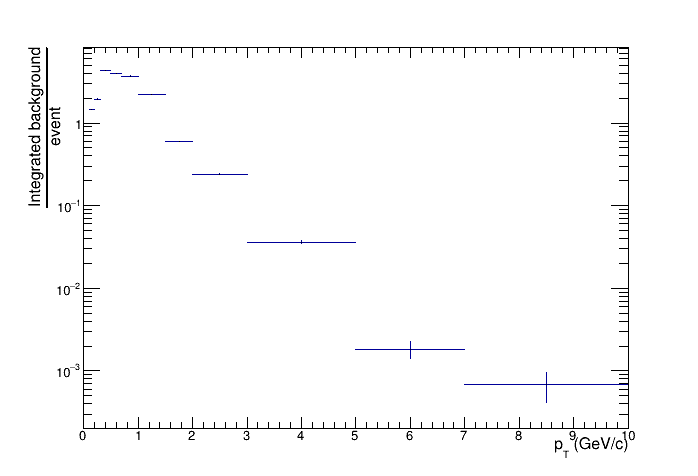 Integrated background
event
1
10⁻¹
10⁻²
10⁻³
0 1 2 3 4 5 6 7 8 9 10
p_T (GeV/c)